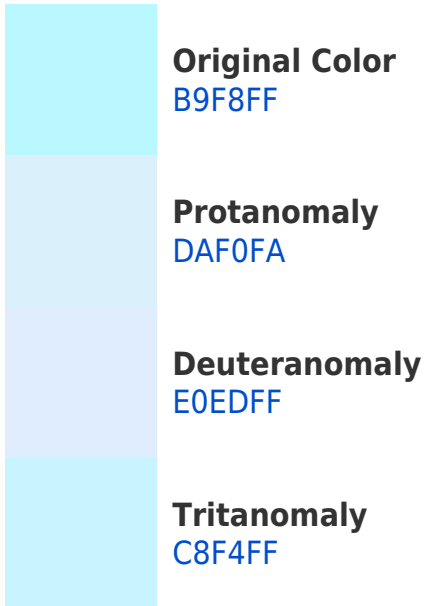 Original Color
B9F8FF
Protanomaly
DAF0FA
Deuteranomaly
E0EDFF
Tritanomaly
C8F4FF